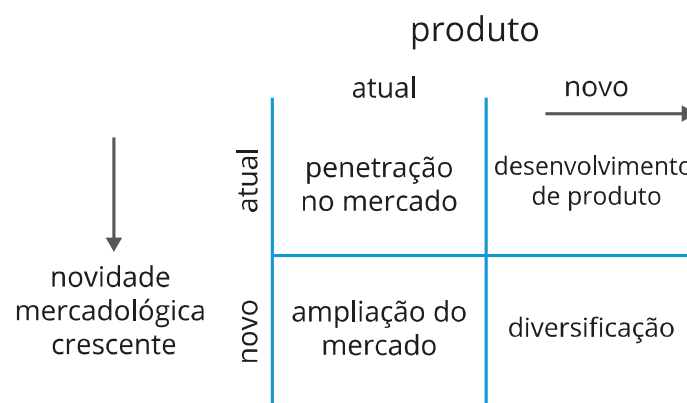 produto
atual
novo
atual
penetração
no mercado
desenvolvimento
de produto
novidade
mercadológica
crescente
novo
ampliação do
mercado
diversificação